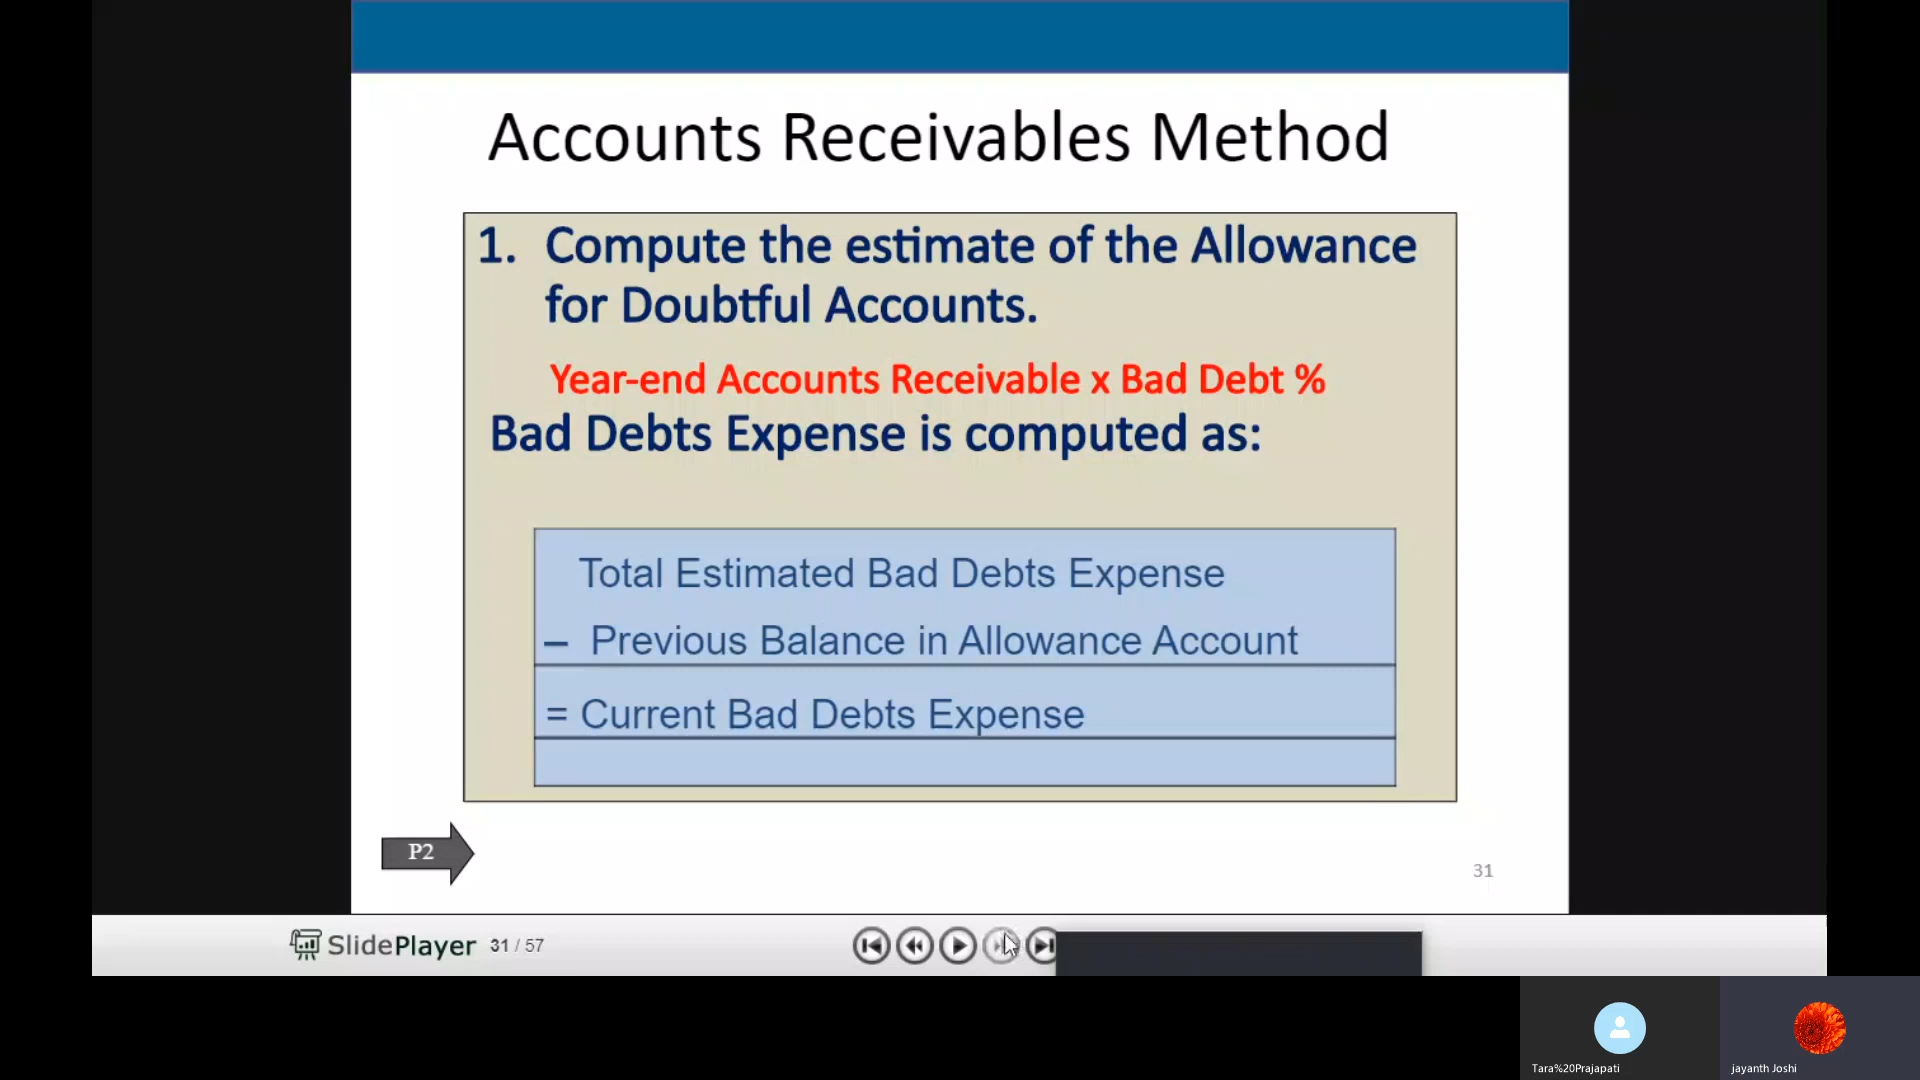 Accounts Receivables Method
1. Compute the estimate of the Allowance
for Doubtful Accounts.
Year-end Accounts Receivable x Bad Debt %
Bad Debts Expense is computed as:
Total Estimated Bad Debts Expense
– Previous Balance in Allowance Account
= Current Bad Debts Expense
P2
31
SlidePlayer 31 / 57
Tara%20Prajapati
jayanth Joshi